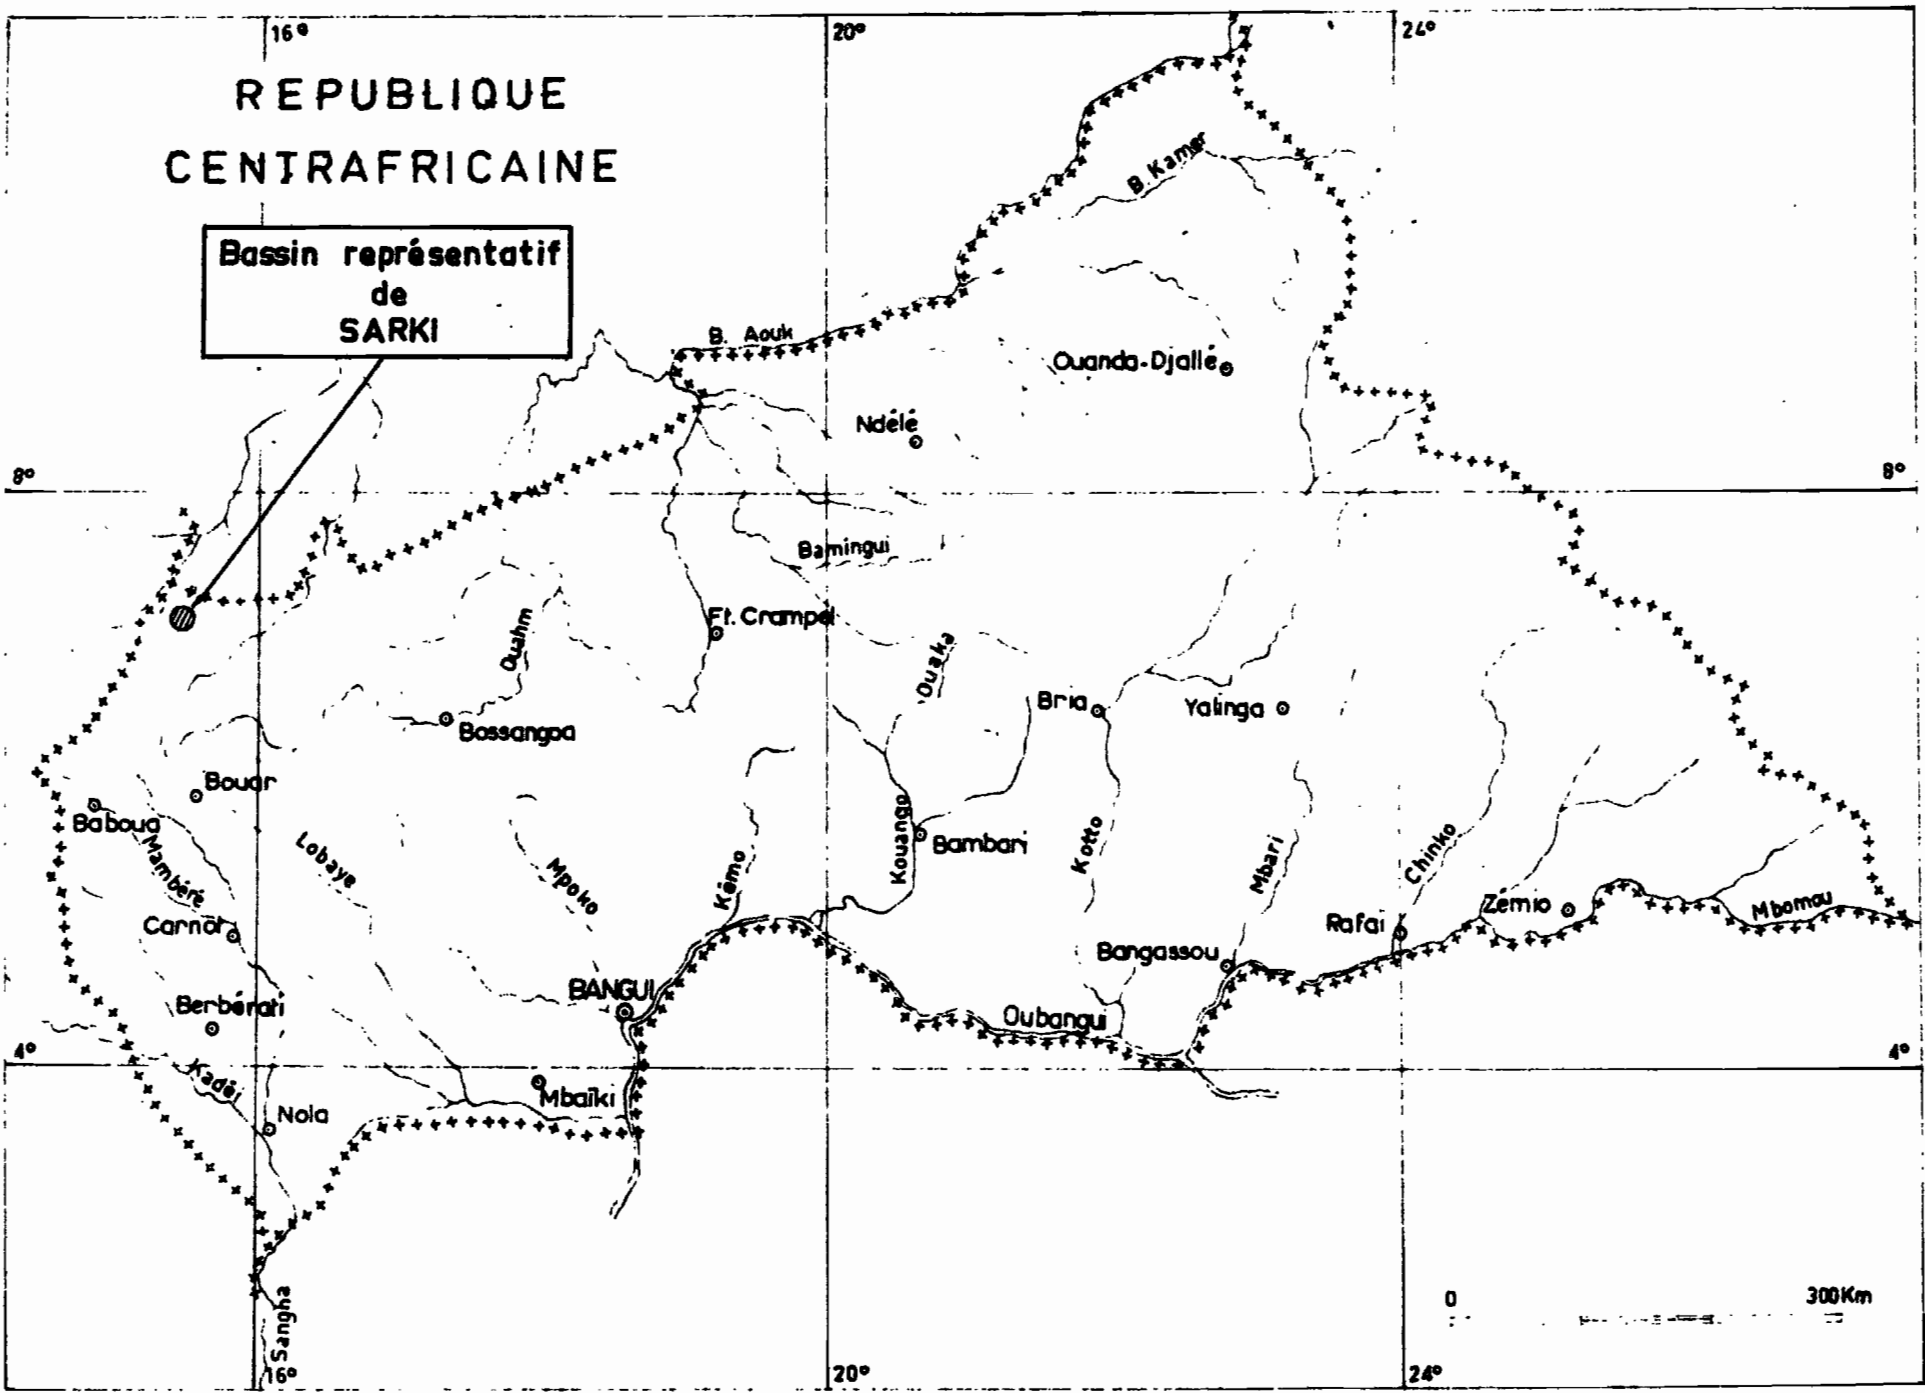 16°
20°
24°
REPUBLIQUE
CENTRAFRICAINE
B. Kamer
Bassin représentatif
de
SARKI
B. Aouk
Ouanda-Djallé
Ndélé
8°
8°
Bamingui
Ft. Crampel
Ouahm
Ouaka
Bria
Yalinga
Bossangoa
Bouar
Baboua
Mambéré
Lobaye
Mpoko
Kémo
Kouango
Bambari
Kotto
Mbari
Chinko
Carnot
Rafai
Zémio
Mbomou
Bangassou
Berbérati
BANGUI
Oubangui
4°
4°
Kadéi
Nola
Mbaïki
Sangha
0
300Km
16°
20°
24°